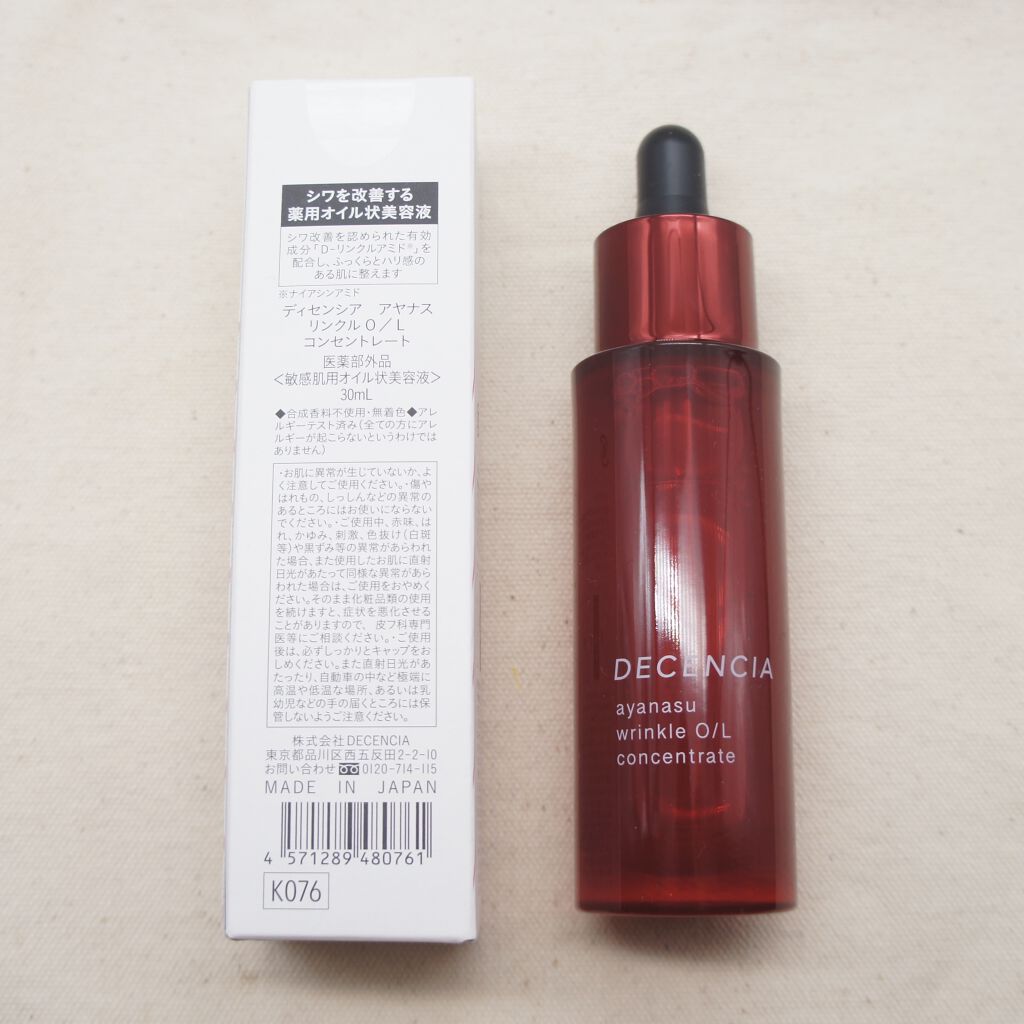 シワを改善する
薬用オイル状美容液
シワ改善を認められた有効
成分「D-リンクルアミド※」を
配合し、ふっくらとハリ感の
ある肌に整えます
※ナイアシンアミド
ディセンシア アヤナス
リンクル O/L
コンセントレート
医薬部外品
<敏感肌用オイル状美容液>
30mL
◆合成香料不使用・無着色◆アレ
ルギーテスト済み(全ての方にアレ
ルギーが起こらないというわけでは
ありません)
・お肌に異常が生じていないか、よ
く注意してご使用ください。・傷や
はれもの、しっしんなどの異常の
あるところにはお使いにならない
でください。・ご使用中、赤味、は
れ、かゆみ、刺激、色抜け(白斑
等)や黒ずみ等の異常があらわれ
た場合、また使用したお肌に直射
日光があたって同様な異常があら
われた場合は、ご使用をおやめく
ださい。そのまま化粧品類の使用
を続けますと、症状を悪化させる
ことがありますので、皮フ科専門
医等にご相談ください。・ご使用
後は、必ずしっかりとキャップをお
しめください。また直射日光があ
たったり、自動車の中など極端に
高温や低温な場所、あるいは乳
幼児などの手の届くところには保
管しないようご注意ください。
株式会社DECENCIA
東京都品川区西五反田2-2-10
お問い合わせ 0120-714-115
MADE IN JAPAN
4 571289 480761
K076
DECENCIA
ayanasu
wrinkle O/L
concentrate